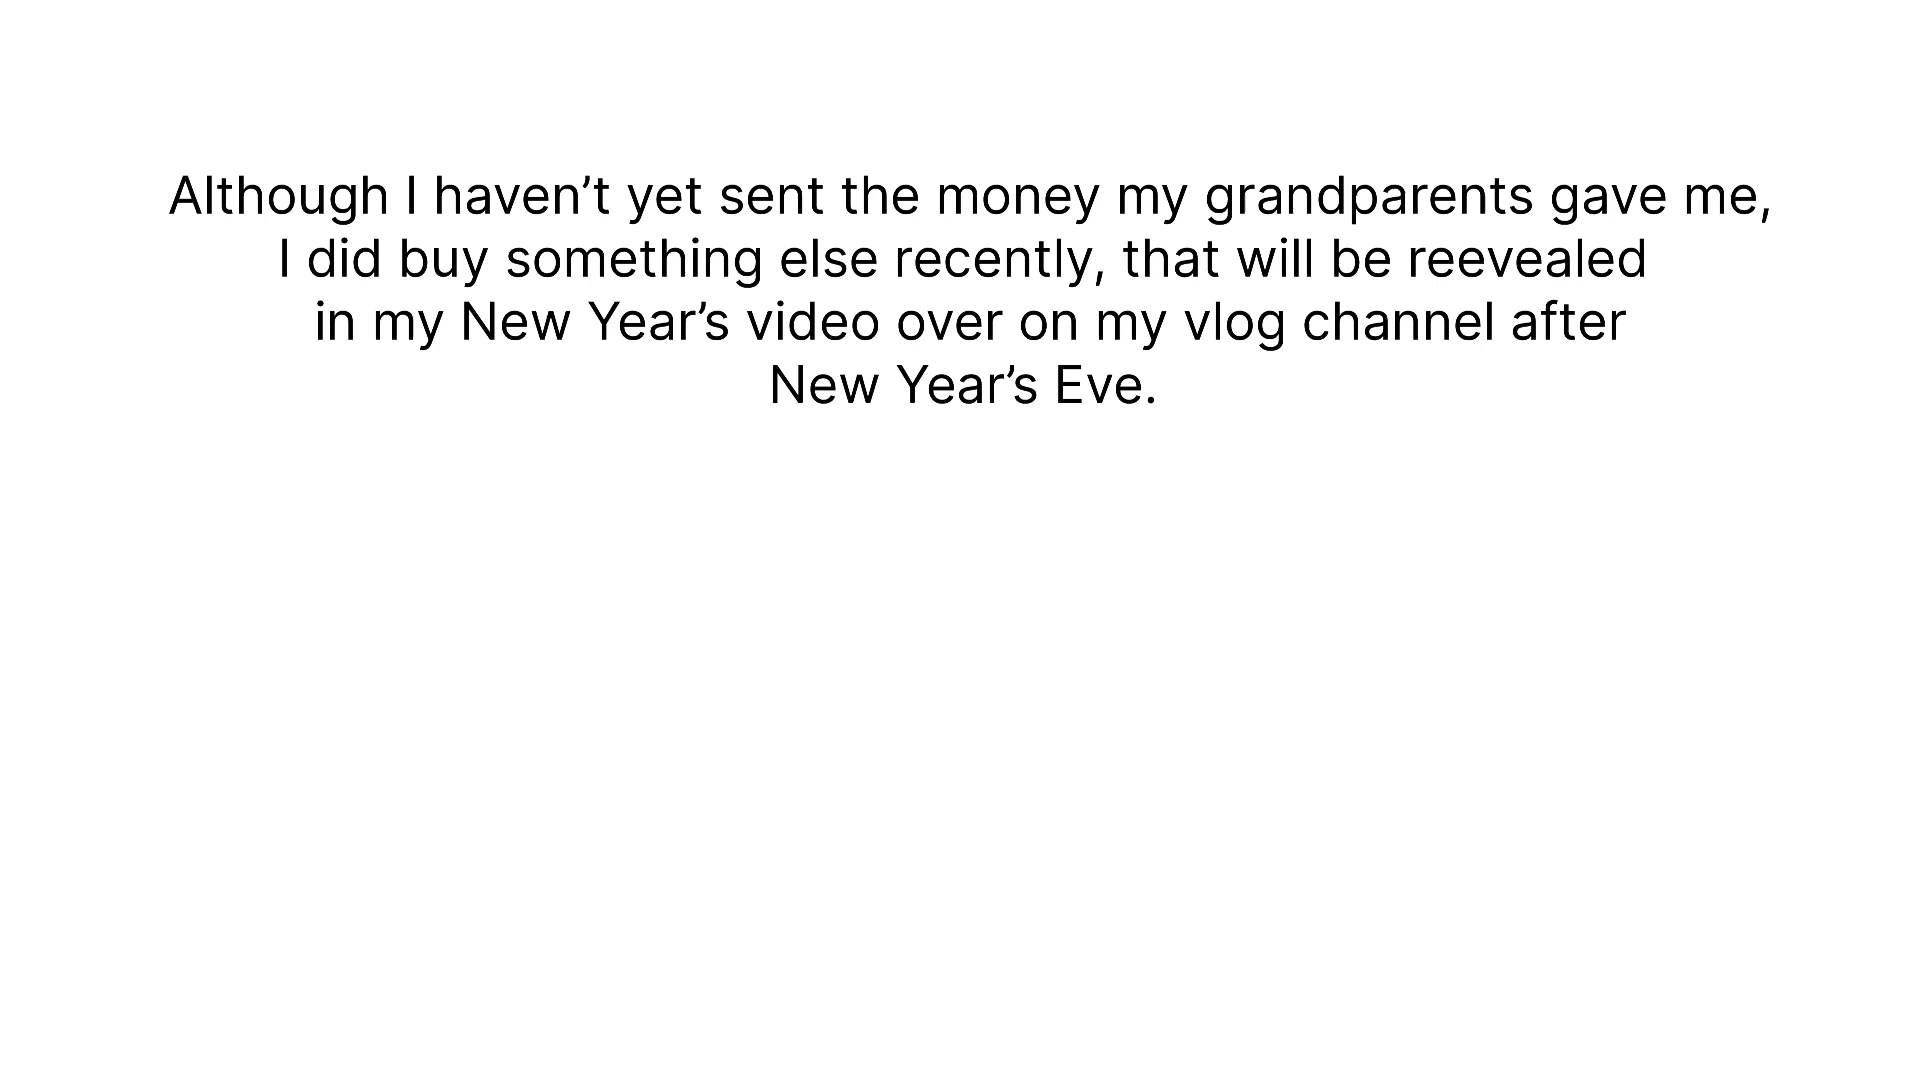 Although I haven’t yet sent the money my grandparents gave me,
I did buy something else recently, that will be reevealed
in my New Year’s video over on my vlog channel after
New Year’s Eve.